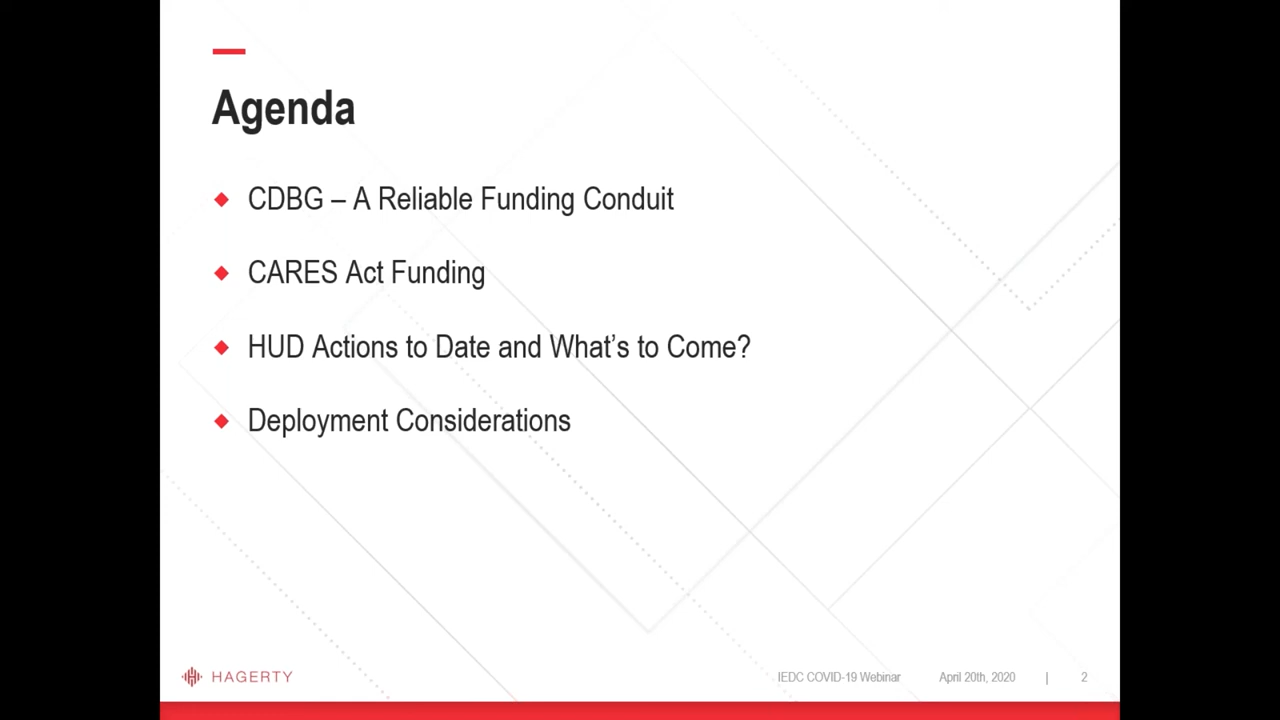 Agenda
CDBG – A Reliable Funding Conduit
CARES Act Funding
HUD Actions to Date and What’s to Come?
Deployment Considerations
HAGERTY
IEDC COVID-19 Webinar April 20th, 2020 | 2